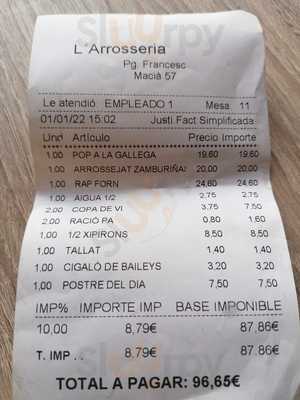 L'Arrosseria
Pg. Francesc
Macià 57
Le atendió EMPLEADO 1 Mesa 11
01/01/22 15:02 Justi Fact Simplificada
Und Artículo Precio Importe
1,00 POP A LA GALLEGA 19,60 19,60
1,00 ARROSSEJAT ZAMBURIÑAS 20,00 20,00
1,00 RAP FORN 24,60 24,60
1,00 AIGUA 1/2 2,75 2,75
2,00 COPA DE VI 3,75 7,50
2,00 RACIÓ PA 0,80 1,60
1,00 1/2 XIPIRONS 8,50 8,50
1,00 TALLAT 1,40 1,40
1,00 CIGALÓ DE BAILEYS 3,20 3,20
1,00 POSTRE DEL DIA 7,50 7,50
IMP% IMPORTE IMP BASE IMPONIBLE
10,00 8,79€ 87,86€
T. IMP .. 8,79€ 87,86€
TOTAL A PAGAR: 96,65€
Sluurpy